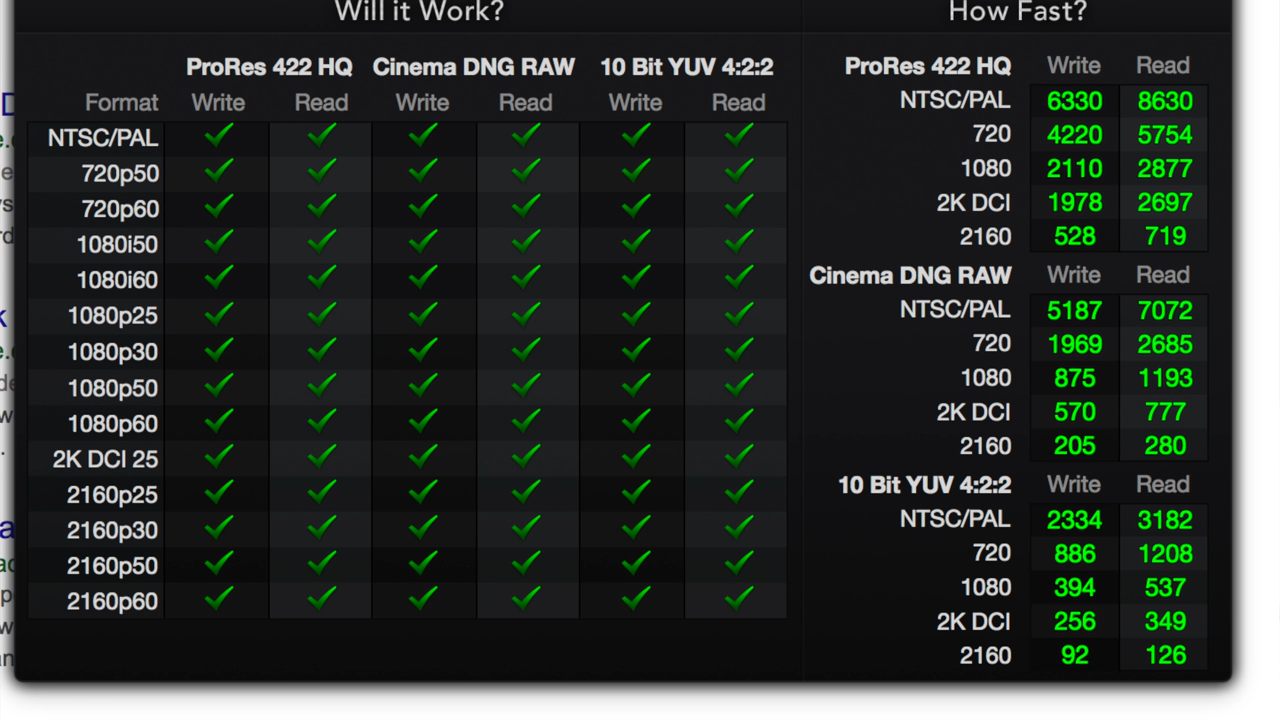 Will it Work?
ProRes 422 HQ Cinema DNG RAW 10 Bit YUV 4:2:2
Format Write Read Write Read Write Read
NTSC/PAL
720p50
720p60
1080i50
1080i60
1080p25
1080p30
1080p50
1080p60
2K DCI 25
2160p25
2160p30
2160p50
2160p60
How Fast?
ProRes 422 HQ Write Read
NTSC/PAL 6330 8630
720 4220 5754
1080 2110 2877
2K DCI 1978 2697
2160 528 719
Cinema DNG RAW Write Read
NTSC/PAL 5187 7072
720 1969 2685
1080 875 1193
2K DCI 570 777
2160 205 280
10 Bit YUV 4:2:2 Write Read
NTSC/PAL 2334 3182
720 886 1208
1080 394 537
2K DCI 256 349
2160 92 126